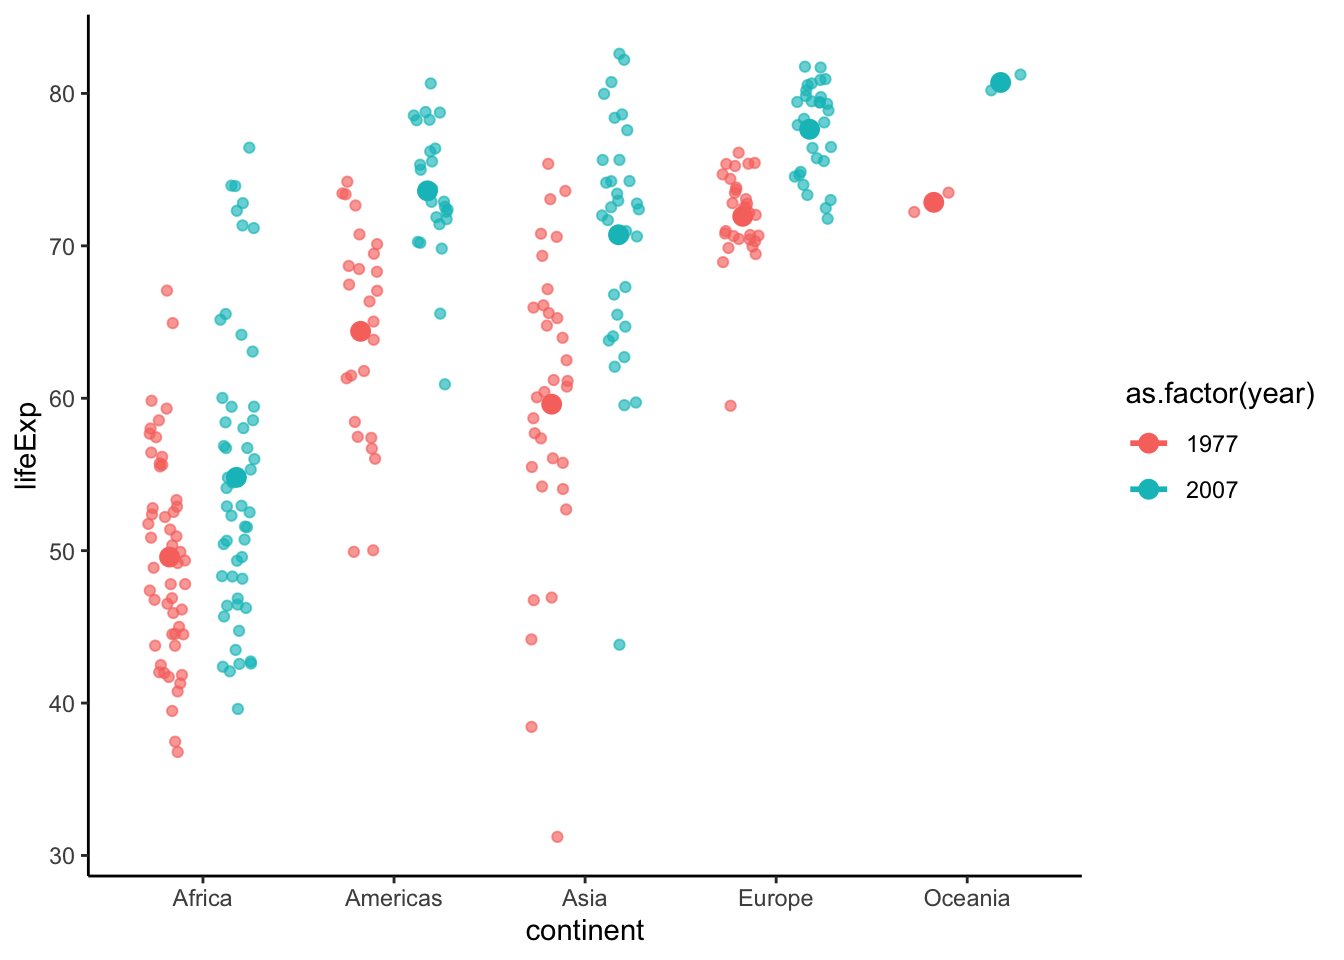 80
70
60
50
40
30
lifeExp
Africa Americas Asia Europe Oceania
continent
as.factor(year)
1977
2007